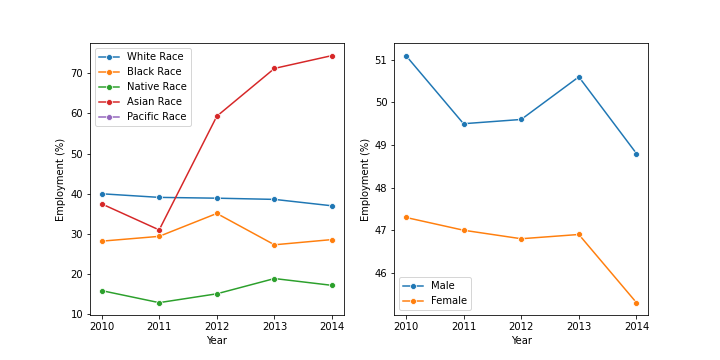 White Race
Black Race
Native Race
Asian Race
Pacific Race
Employment (%)
70
60
50
40
30
20
10
2010 2011 2012 2013 2014
Year
Employment (%)
51
50
49
48
47
46
Male
Female
2010 2011 2012 2013 2014
Year